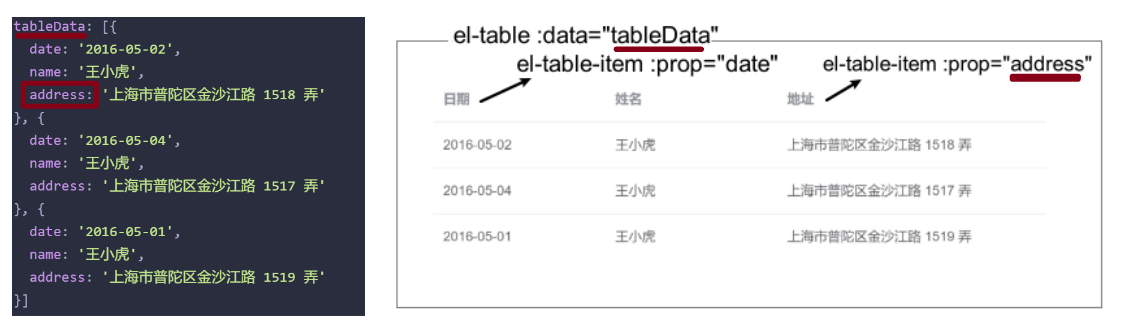 tableData: [{
date: '2016-05-02',
name: '王小虎',
address: '上海市普陀区金沙江路 1518 弄'
}, {
date: '2016-05-04',
name: '王小虎',
address: '上海市普陀区金沙江路 1517 弄'
}, {
date: '2016-05-01',
name: '王小虎',
address: '上海市普陀区金沙江路 1519 弄'
}]
el-table :data="tableData"
el-table-item :prop="date" el-table-item :prop="address"
日期 姓名 地址
2016-05-02 王小虎 上海市普陀区金沙江路 1518 弄
2016-05-04 王小虎 上海市普陀区金沙江路 1517 弄
2016-05-01 王小虎 上海市普陀区金沙江路 1519 弄